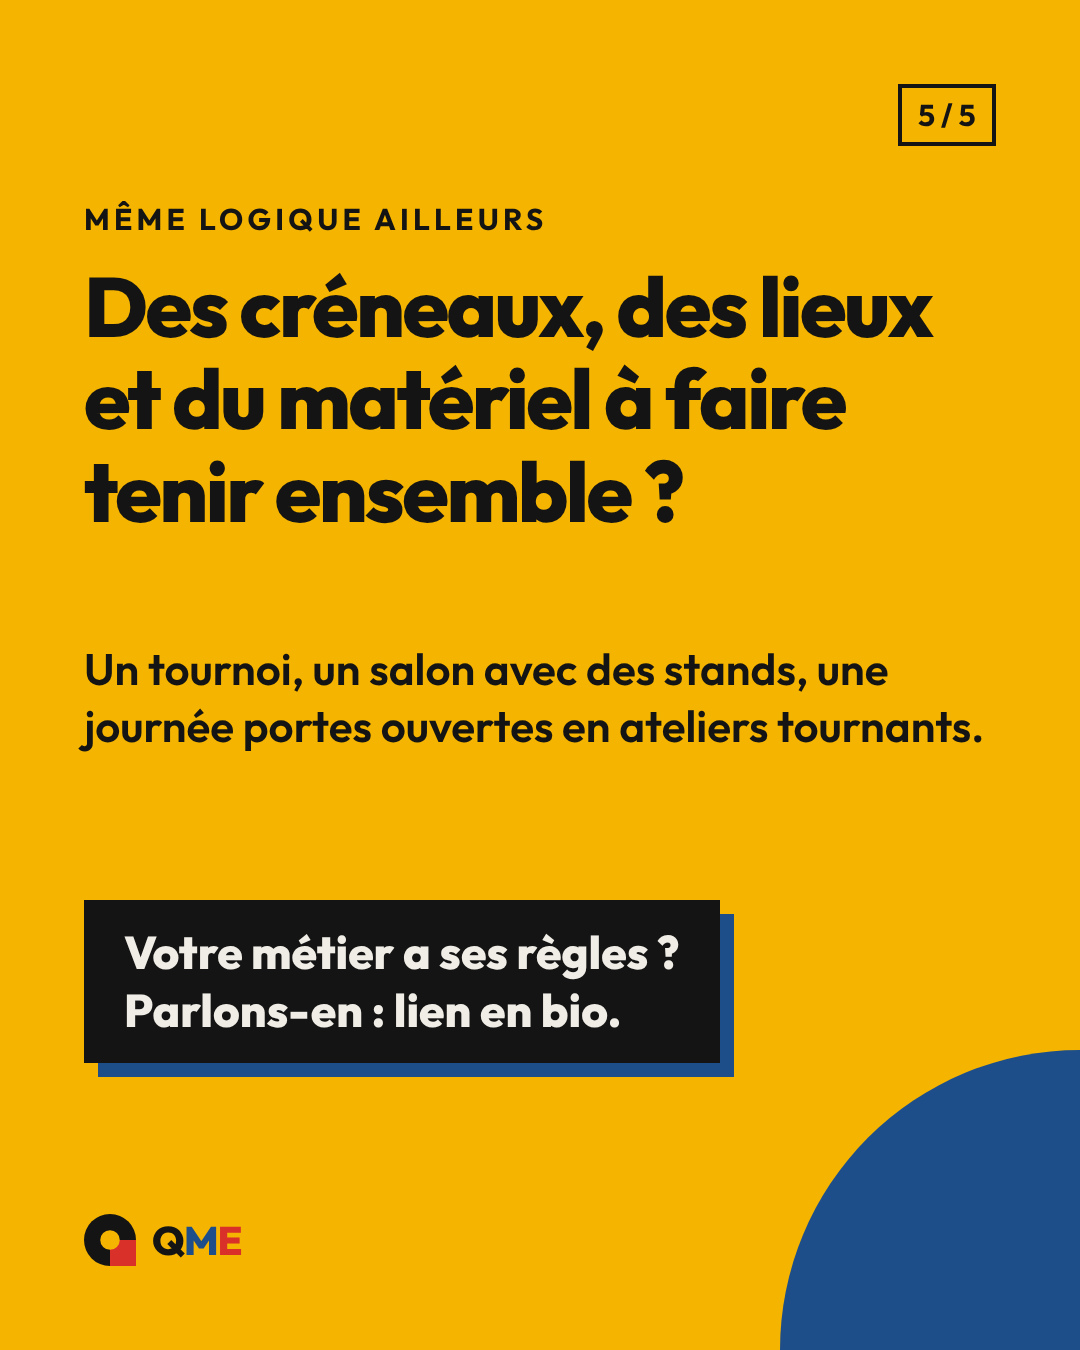 5/5
MÊME LOGIQUE AILLEURS
Des créneaux, des lieux
et du matériel à faire
tenir ensemble ?
Un tournoi, un salon avec des stands, une
journée portes ouvertes en ateliers tournants.
Votre métier a ses règles ?
Parlons-en : lien en bio.
QME